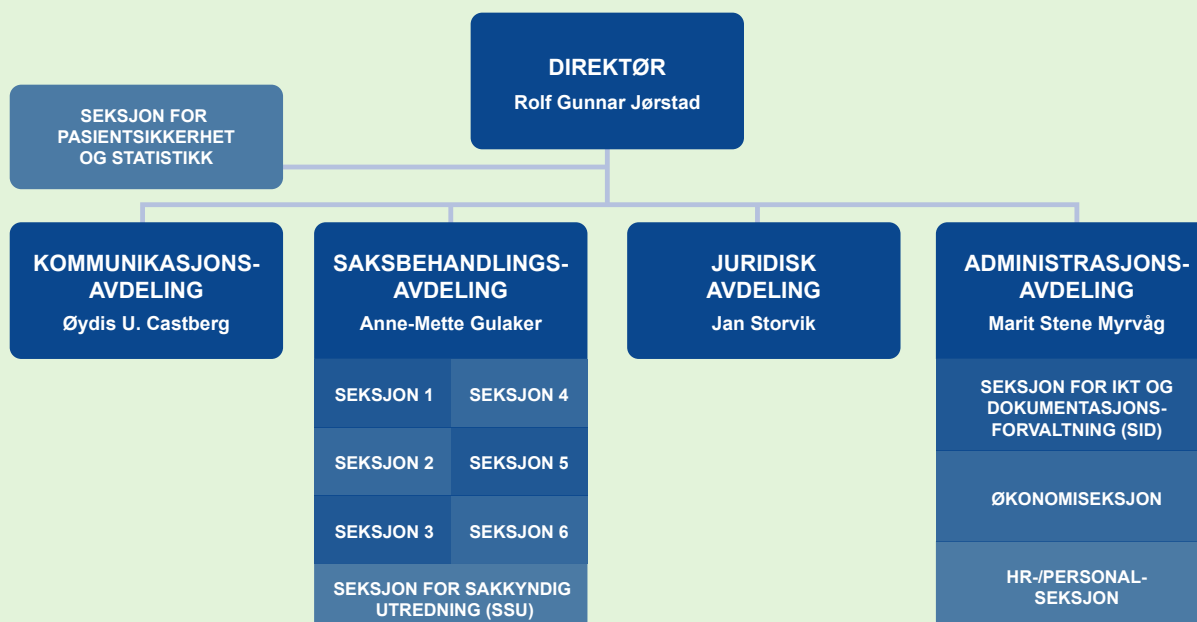 DIREKTØR
Rolf Gunnar Jørstad
SEKSJON FOR
PASIENTSIKKERHET
OG STATISTIKK
KOMMUNIKASJONS-
AVDELING
Øydis U. Castberg
SAKSBEHANDLINGS-
AVDELING
Anne-Mette Gulaker
SEKSJON 1
SEKSJON 4
SEKSJON 2
SEKSJON 5
SEKSJON 3
SEKSJON 6
SEKSJON FOR SAKKYNDIG
UTREDNING (SSU)
JURIDISK
AVDELING
Jan Storvik
ADMINISTRASJONS-
AVDELING
Marit Stene Myrvåg
SEKSJON FOR IKT OG
DOKUMENTASJONS-
FORVALTNING (SID)
ØKONOMISEKSJON
HR-/PERSONAL-
SEKSJON